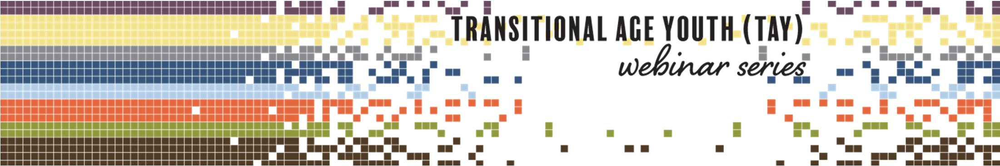 TRANSITIONAL AGE YOUTH (TAY)
webinar series